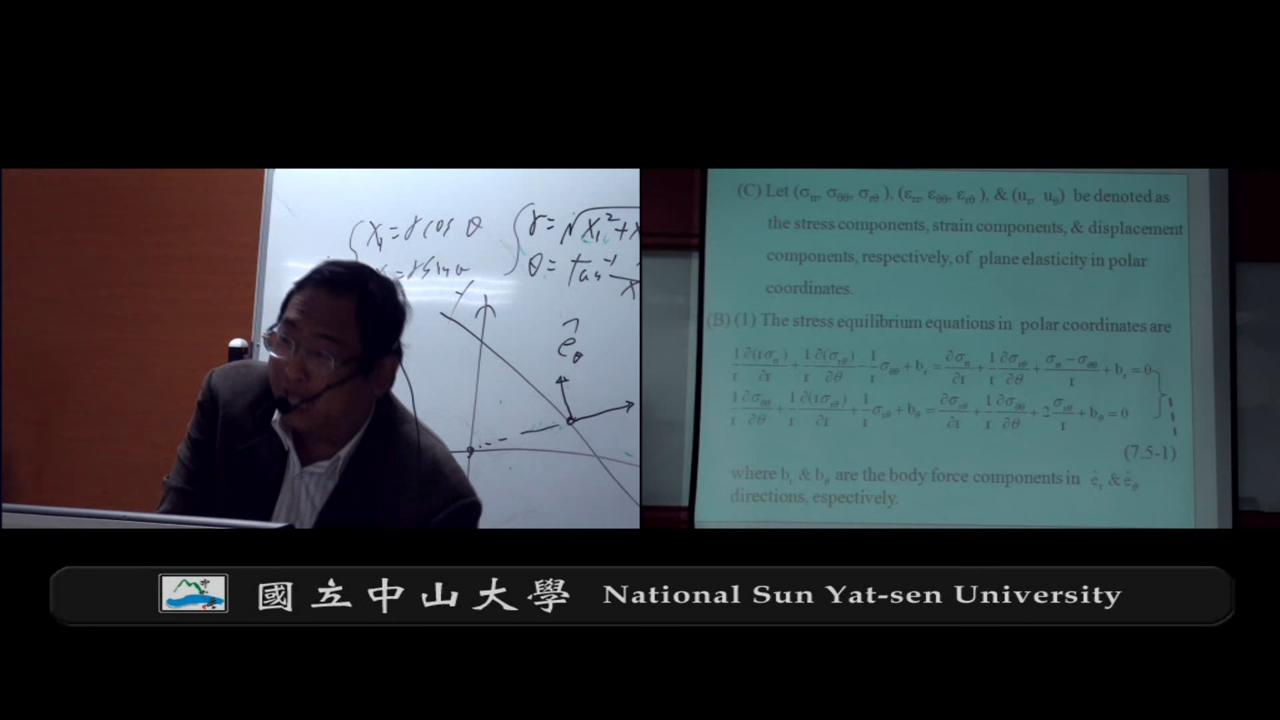 x₁ = r cos θ
r = √x₁² + x
θ = tan⁻¹
ê_θ
(C) Let (σ_rr, σ_θθ, σ_rθ), (ε_rr, ε_θθ, ε_rθ), & (u_r, u_θ) be denoted as
the stress components, strain components, & displacement
components, respectively, of plane elasticity in polar
coordinates.
(B) (1) The stress equilibrium equations in polar coordinates are
1/r ∂(rσ_rr)/∂r + 1/r ∂(σ_rθ)/∂θ - 1/r σ_θθ + b_r = ∂σ_rr/∂r + 1/r ∂σ_rθ/∂θ + (σ_rr - σ_θθ)/r + b_r = 0
1/r ∂σ_θθ/∂θ + 1/r ∂(rσ_rθ)/∂r + 1/r σ_rθ + b_θ = ∂σ_rθ/∂r + 1/r ∂σ_θθ/∂θ + 2 σ_rθ/r + b_θ = 0
(7.5-1)
where b_r & b_θ are the body force components in ê_r & ê_θ
directions, espectively.
國立中山大學 National Sun Yat-sen University